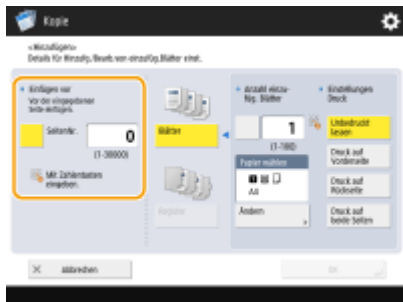 Kopie
<Hinzufügen>
Details für Hinzufg./Bearb. von einzufüg. Blätter einst.
Einfügen vor
Vor der eingegebenen
Seite einfügen.
SeitenNr.
0
(1-30000)
Mit Zahlentasten
eingeben.
Blätter
Register
Anzahl einzu-
füg. Blätter
1
(1-100)
Papier wählen
A4
Ändern
Einstellungen
Druck
Unbedruckt
lassen
Druck auf
Vorderseite
Druck auf
Rückseite
Druck auf
beide Seiten
Abbrechen
OK